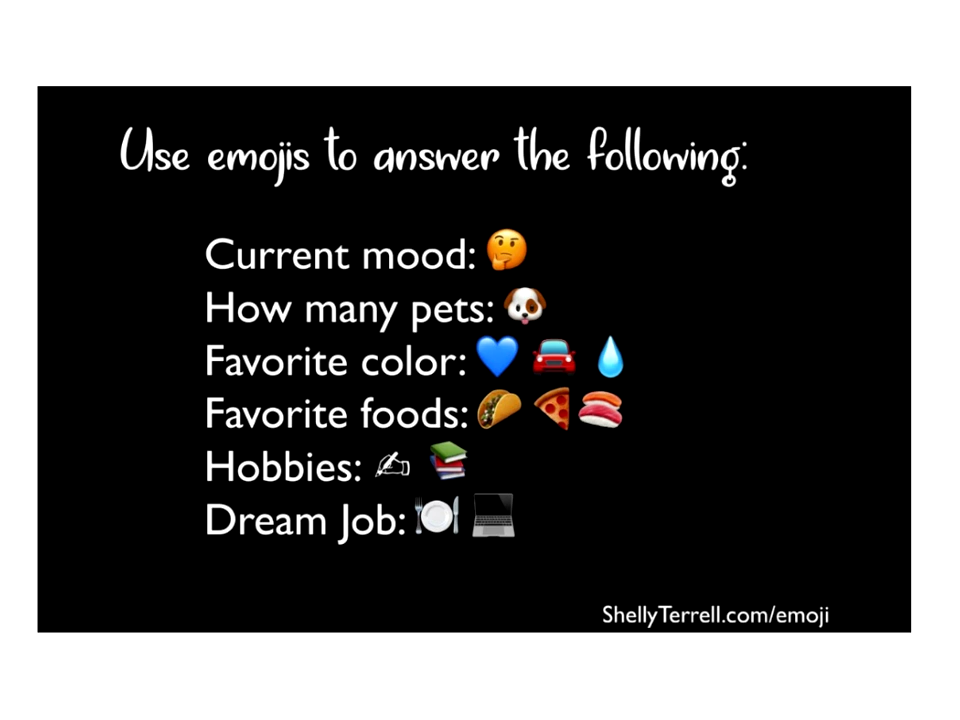 Use emojis to answer the following:
Current mood: 🤔
How many pets: 🐶
Favorite color: 💙 🚘 💧
Favorite foods: 🌮 🍕 🍣
Hobbies: ✍ 📚
Dream Job: 🍽 💻
ShellyTerrell.com/emoji